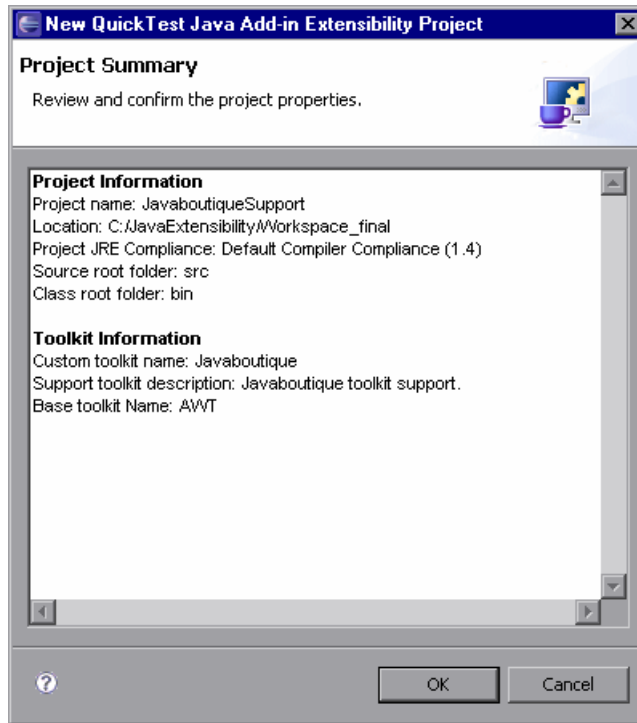 New QuickTest Java Add-in Extensibility Project
Project Summary
Review and confirm the project properties.
Project Information
Project name: JavaboutiqueSupport
Location: C:/JavaExtensibility/Workspace_final
Project JRE Compliance: Default Compiler Compliance (1.4)
Source root folder: src
Class root folder: bin
Toolkit Information
Custom toolkit name: Javaboutique
Support toolkit description: Javaboutique toolkit support.
Base toolkit Name: AWT
OK
Cancel